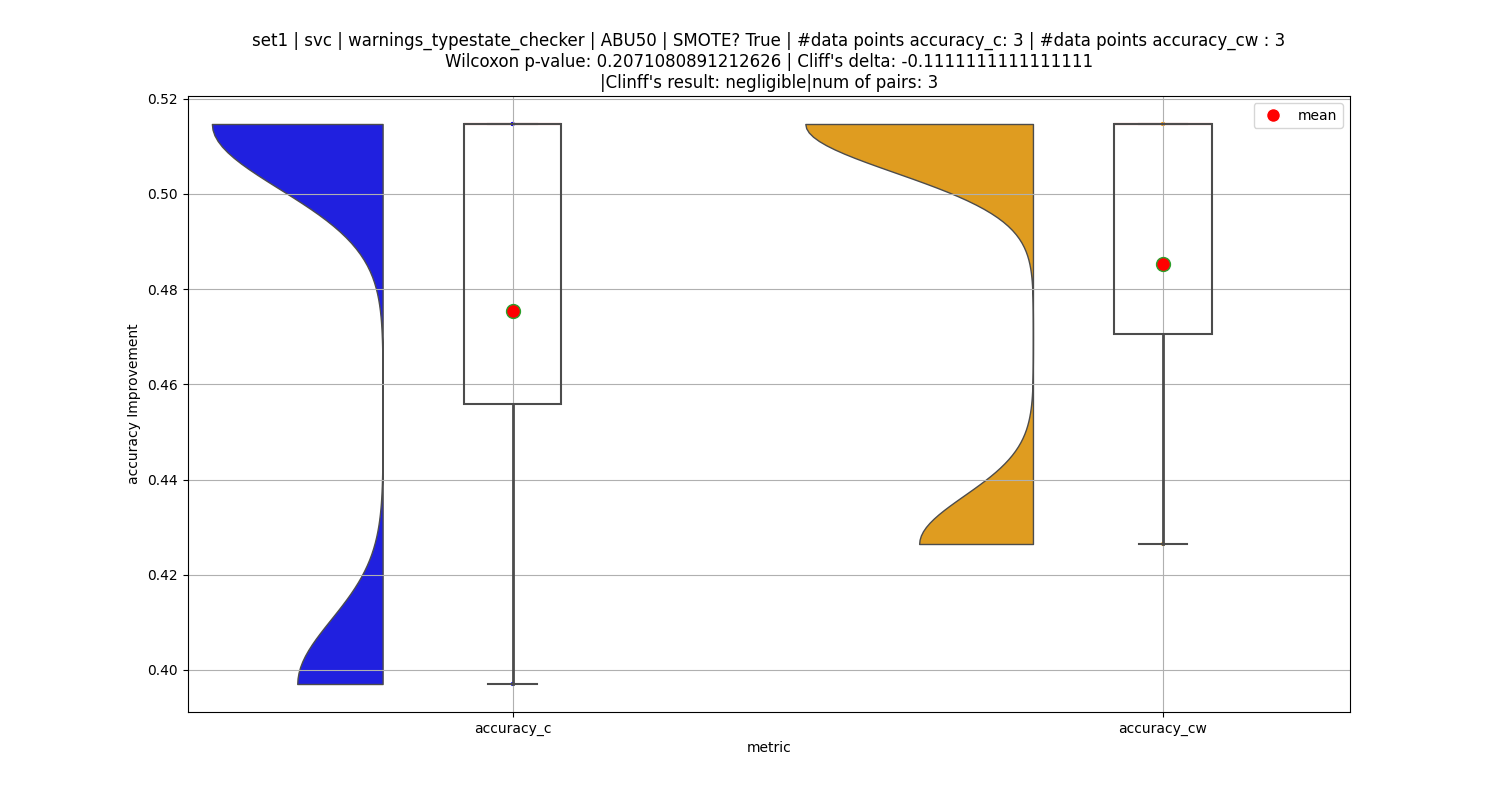 set1 | svc | warnings_typestate_checker | ABU50 | SMOTE? True | #data points accuracy_c: 3 | #data points accuracy_cw : 3
Wilcoxon p-value: 0.2071080891212626 | Cliff's delta: -0.1111111111111111
|Clinff's result: negligible|num of pairs: 3
mean
0.52
0.50
0.48
0.46
0.44
0.42
0.40
accuracy Improvement
accuracy_c
accuracy_cw
metric